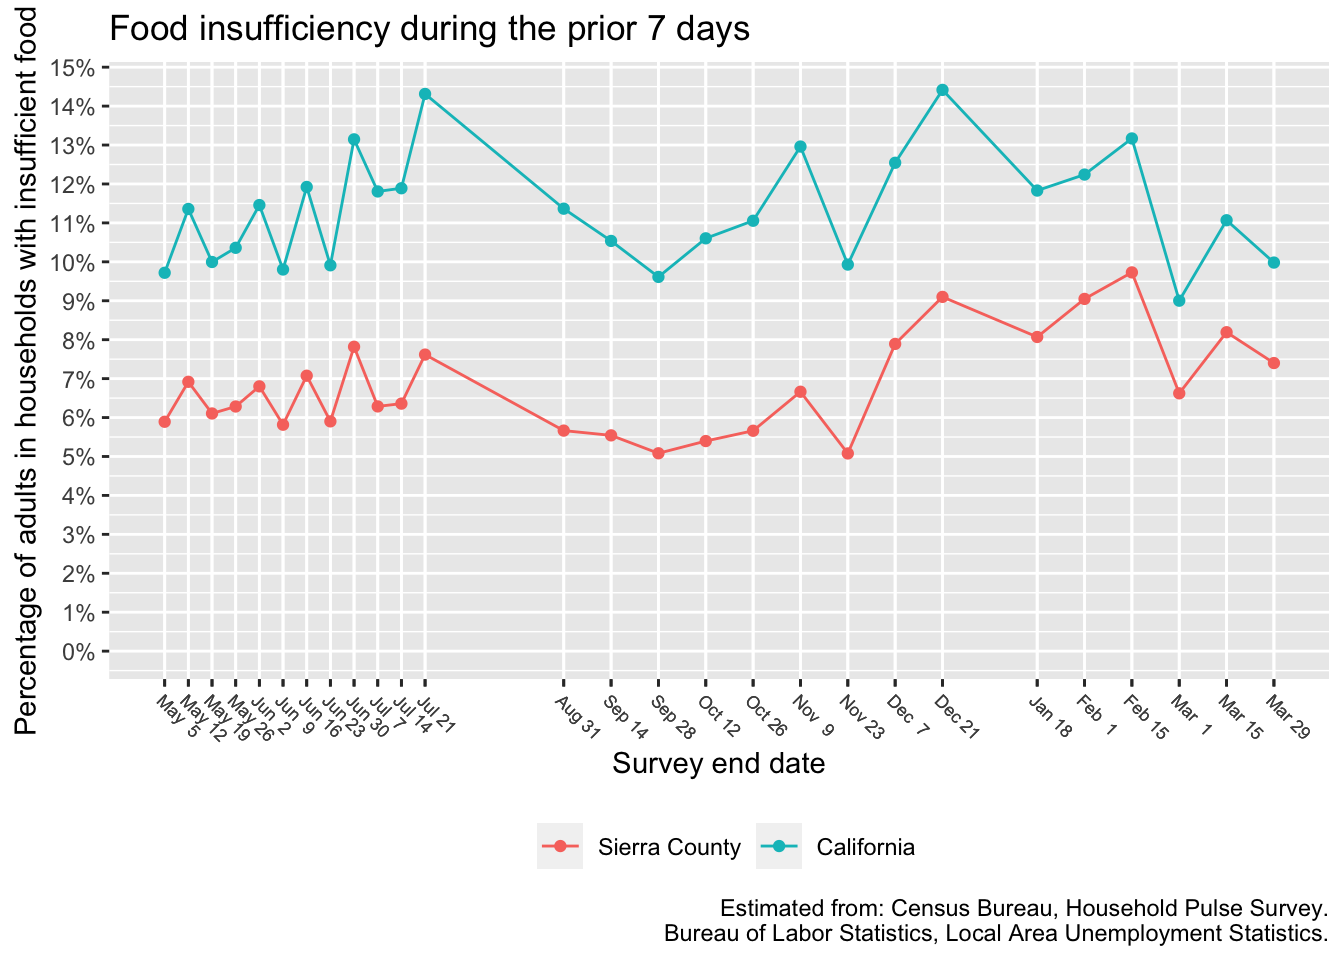 Food insufficiency during the prior 7 days
Percentage of adults in households with insufficient food
15%
14%
13%
12%
11%
10%
9%
8%
7%
6%
5%
4%
3%
2%
1%
0%
May 5
May 12
May 19
May 26
Jun 2
Jun 9
Jun 16
Jun 23
Jun 30
Jul 7
Jul 14
Jul 21
Aug 31
Sep 14
Sep 28
Oct 12
Oct 26
Nov 9
Nov 23
Dec 7
Dec 21
Jan 18
Feb 1
Feb 15
Mar 1
Mar 15
Mar 29
Survey end date
Sierra County
California
Estimated from: Census Bureau, Household Pulse Survey.
Bureau of Labor Statistics, Local Area Unemployment Statistics.